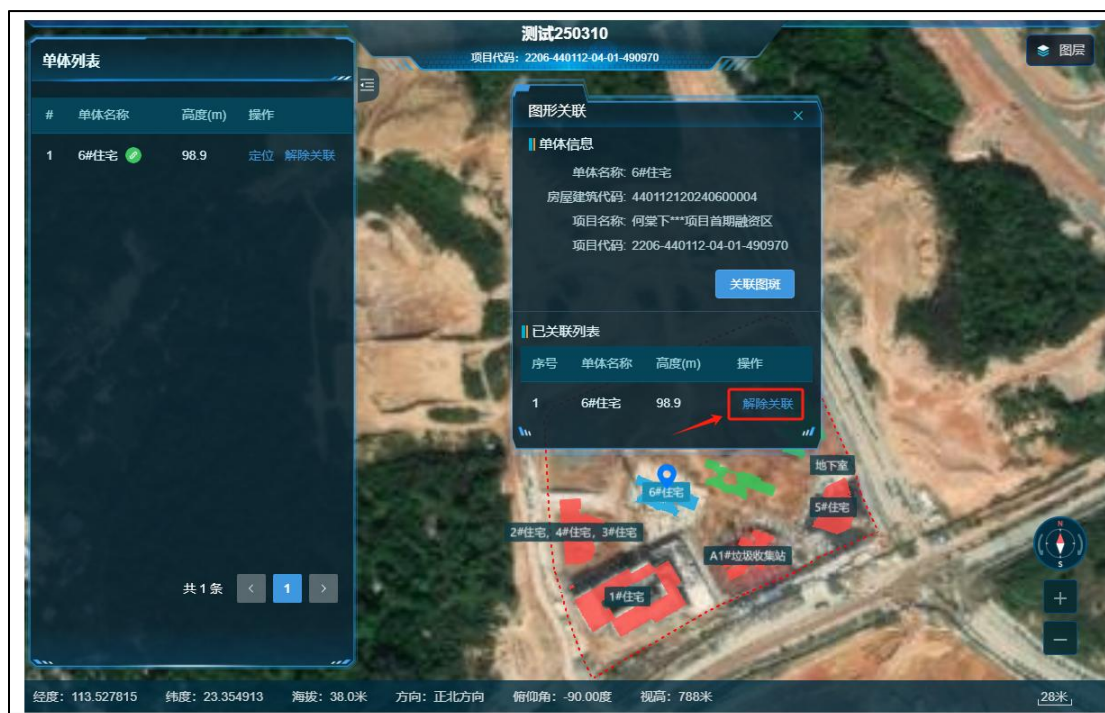 测试250310
项目代码: 2206-440112-04-01-490970
图层
单体列表
# 单体名称 高度(m) 操作
1 6#住宅 98.9 定位 解除关联
共1条 < 1 >
图形关联 ×
单体信息
单体名称: 6#住宅
房屋建筑代码: 440112120240600004
项目名称: 何棠下***项目首期融资区
项目代码: 2206-440112-04-01-490970
关联图斑
已关联列表
序号 单体名称 高度(m) 操作
1 6#住宅 98.9 解除关联
地下室
6#住宅
5#住宅
2#住宅, 4#住宅, 3#住宅
A1#垃圾收集站
1#住宅
N
S
+
−
经度: 113.527815 纬度: 23.354913 海拔: 38.0米 方向: 正北方向 俯仰角: -90.00度 视高: 788米 28米